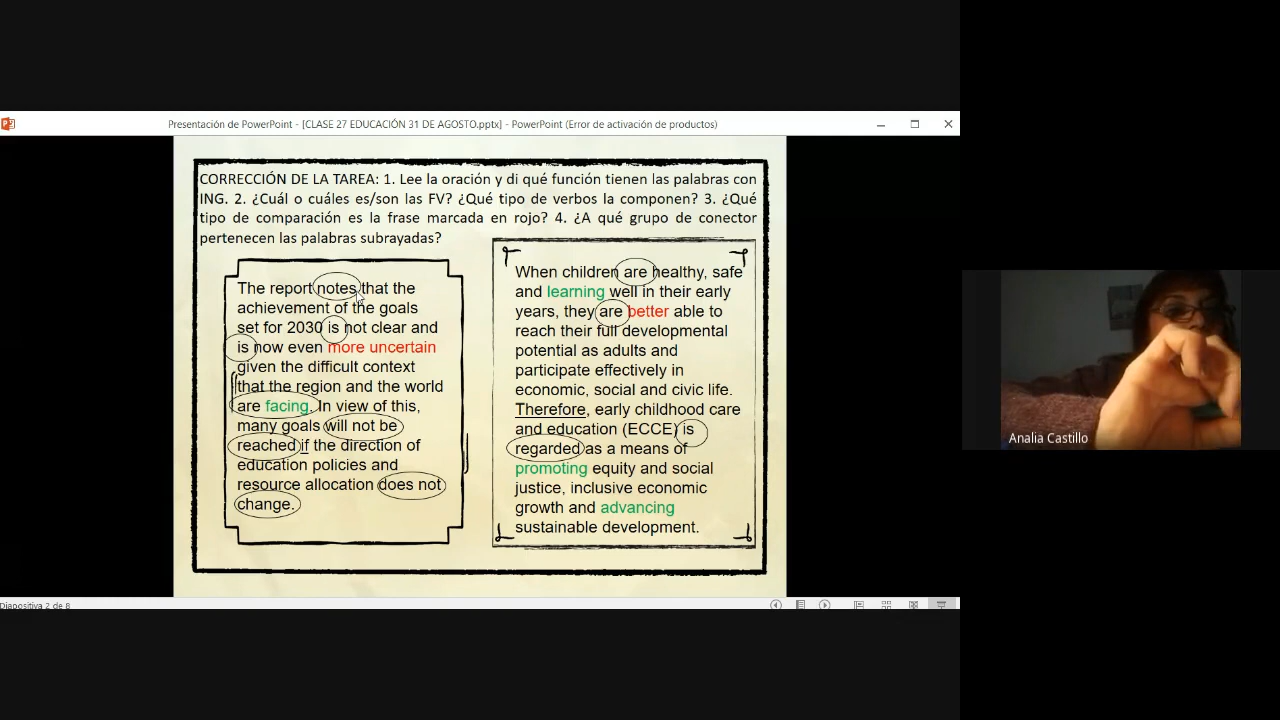 Presentación de PowerPoint - [CLASE 27 EDUCACIÓN 31 DE AGOSTO.pptx] - PowerPoint (Error de activación de productos)
CORRECCIÓN DE LA TAREA: 1. Lee la oración y di qué función tienen las palabras con
ING. 2. ¿Cuál o cuáles es/son las FV? ¿Qué tipo de verbos la componen? 3. ¿Qué
tipo de comparación es la frase marcada en rojo? 4. ¿A qué grupo de conector
pertenecen las palabras subrayadas?
The report notes that the
achievement of the goals
set for 2030 is not clear and
is now even more uncertain
given the difficult context
that the region and the world
are facing. In view of this,
many goals will not be
reached if the direction of
education policies and
resource allocation does not
change.
When children are healthy, safe
and learning well in their early
years, they are better able to
reach their full developmental
potential as adults and
participate effectively in
economic, social and civic life.
Therefore, early childhood care
and education (ECCE) is
regarded as a means of
promoting equity and social
justice, inclusive economic
growth and advancing
sustainable development.
Diapositiva 2 de 8
Analia Castillo